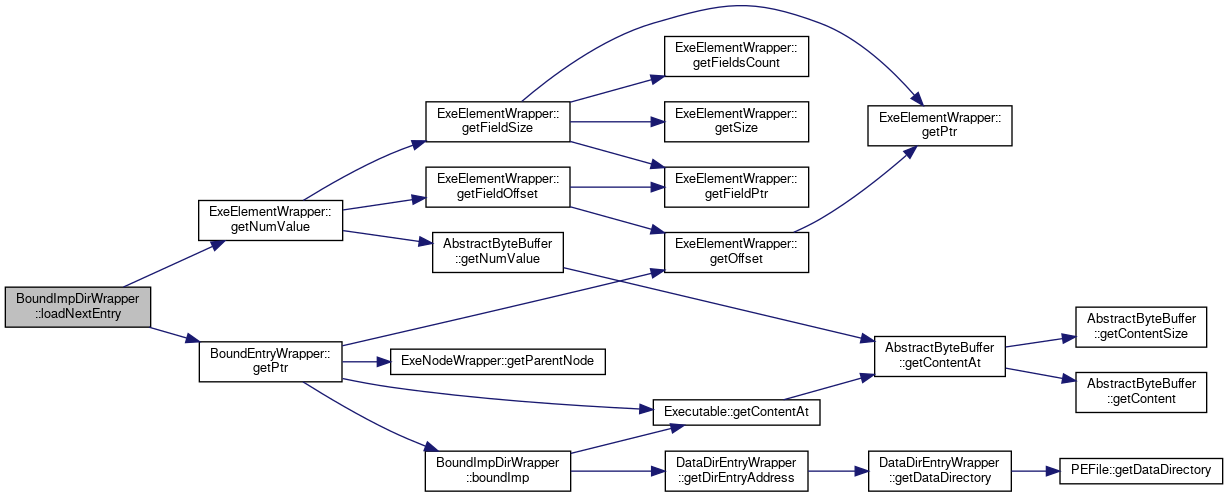 BoundImpDirWrapper
::loadNextEntry
ExeElementWrapper::
getNumValue
BoundEntryWrapper::
getPtr
ExeElementWrapper::
getFieldSize
ExeElementWrapper::
getFieldOffset
AbstractByteBuffer
::getNumValue
ExeNodeWrapper::getParentNode
BoundImpDirWrapper
::boundImp
ExeElementWrapper::
getFieldsCount
ExeElementWrapper::
getSize
ExeElementWrapper::
getFieldPtr
ExeElementWrapper::
getOffset
Executable::getContentAt
DataDirEntryWrapper
::getDirEntryAddress
ExeElementWrapper::
getPtr
AbstractByteBuffer
::getContentAt
DataDirEntryWrapper
::getDataDirectory
AbstractByteBuffer
::getContentSize
AbstractByteBuffer
::getContent
PEFile::getDataDirectory